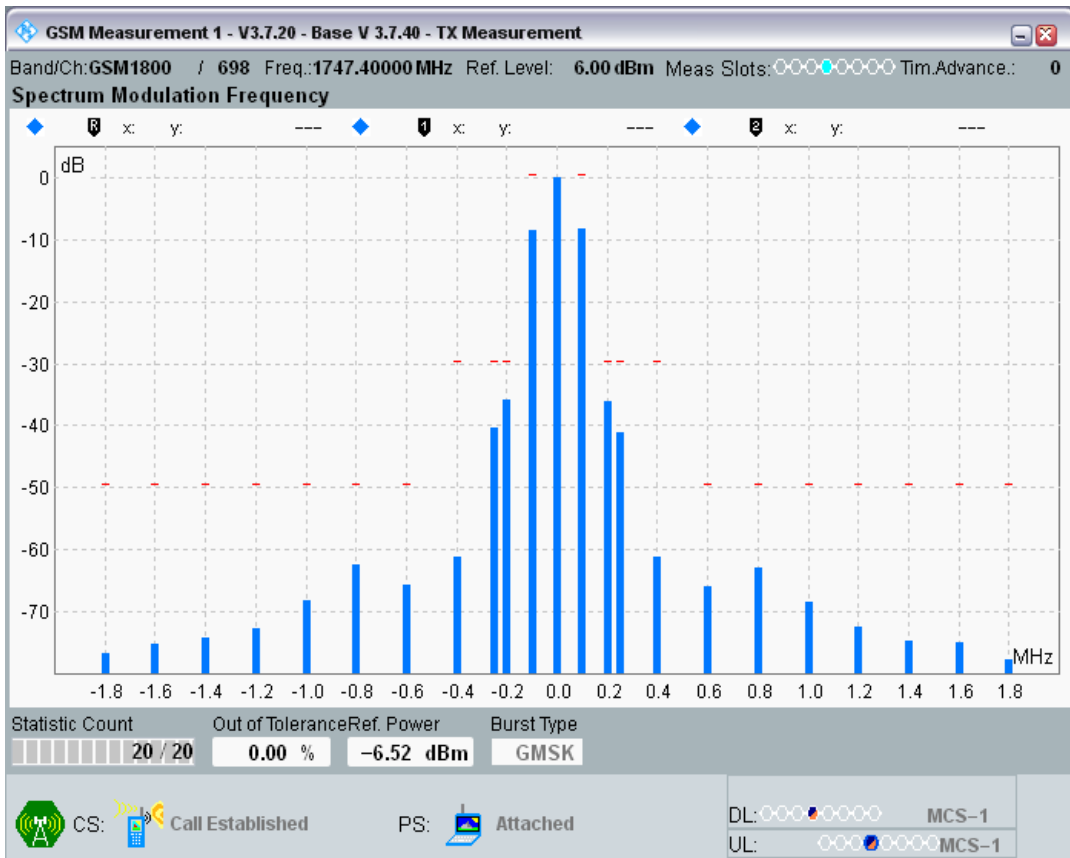 GSM Measurement 1 - V3.7.20 - Base V 3.7.40 - TX Measurement
Band/Ch:GSM1800 / 698 Freq.:1747.40000 MHz Ref. Level: 6.00 dBm Meas Slots: Tim.Advance.: 0
Spectrum Modulation Frequency
R x: y: --- 1 x: y: --- 2 x: y: ---
dB
0
-10
-20
-30
-40
-50
-60
-70
MHz
-1.8 -1.6 -1.4 -1.2 -1.0 -0.8 -0.6 -0.4 -0.2 0.0 0.2 0.4 0.6 0.8 1.0 1.2 1.4 1.6 1.8
Statistic Count Out of Tolerance Ref. Power Burst Type
20 / 20 0.00 % −6.52 dBm GMSK
CS: Call Established PS: Attached
DL: MCS−1
UL: MCS−1